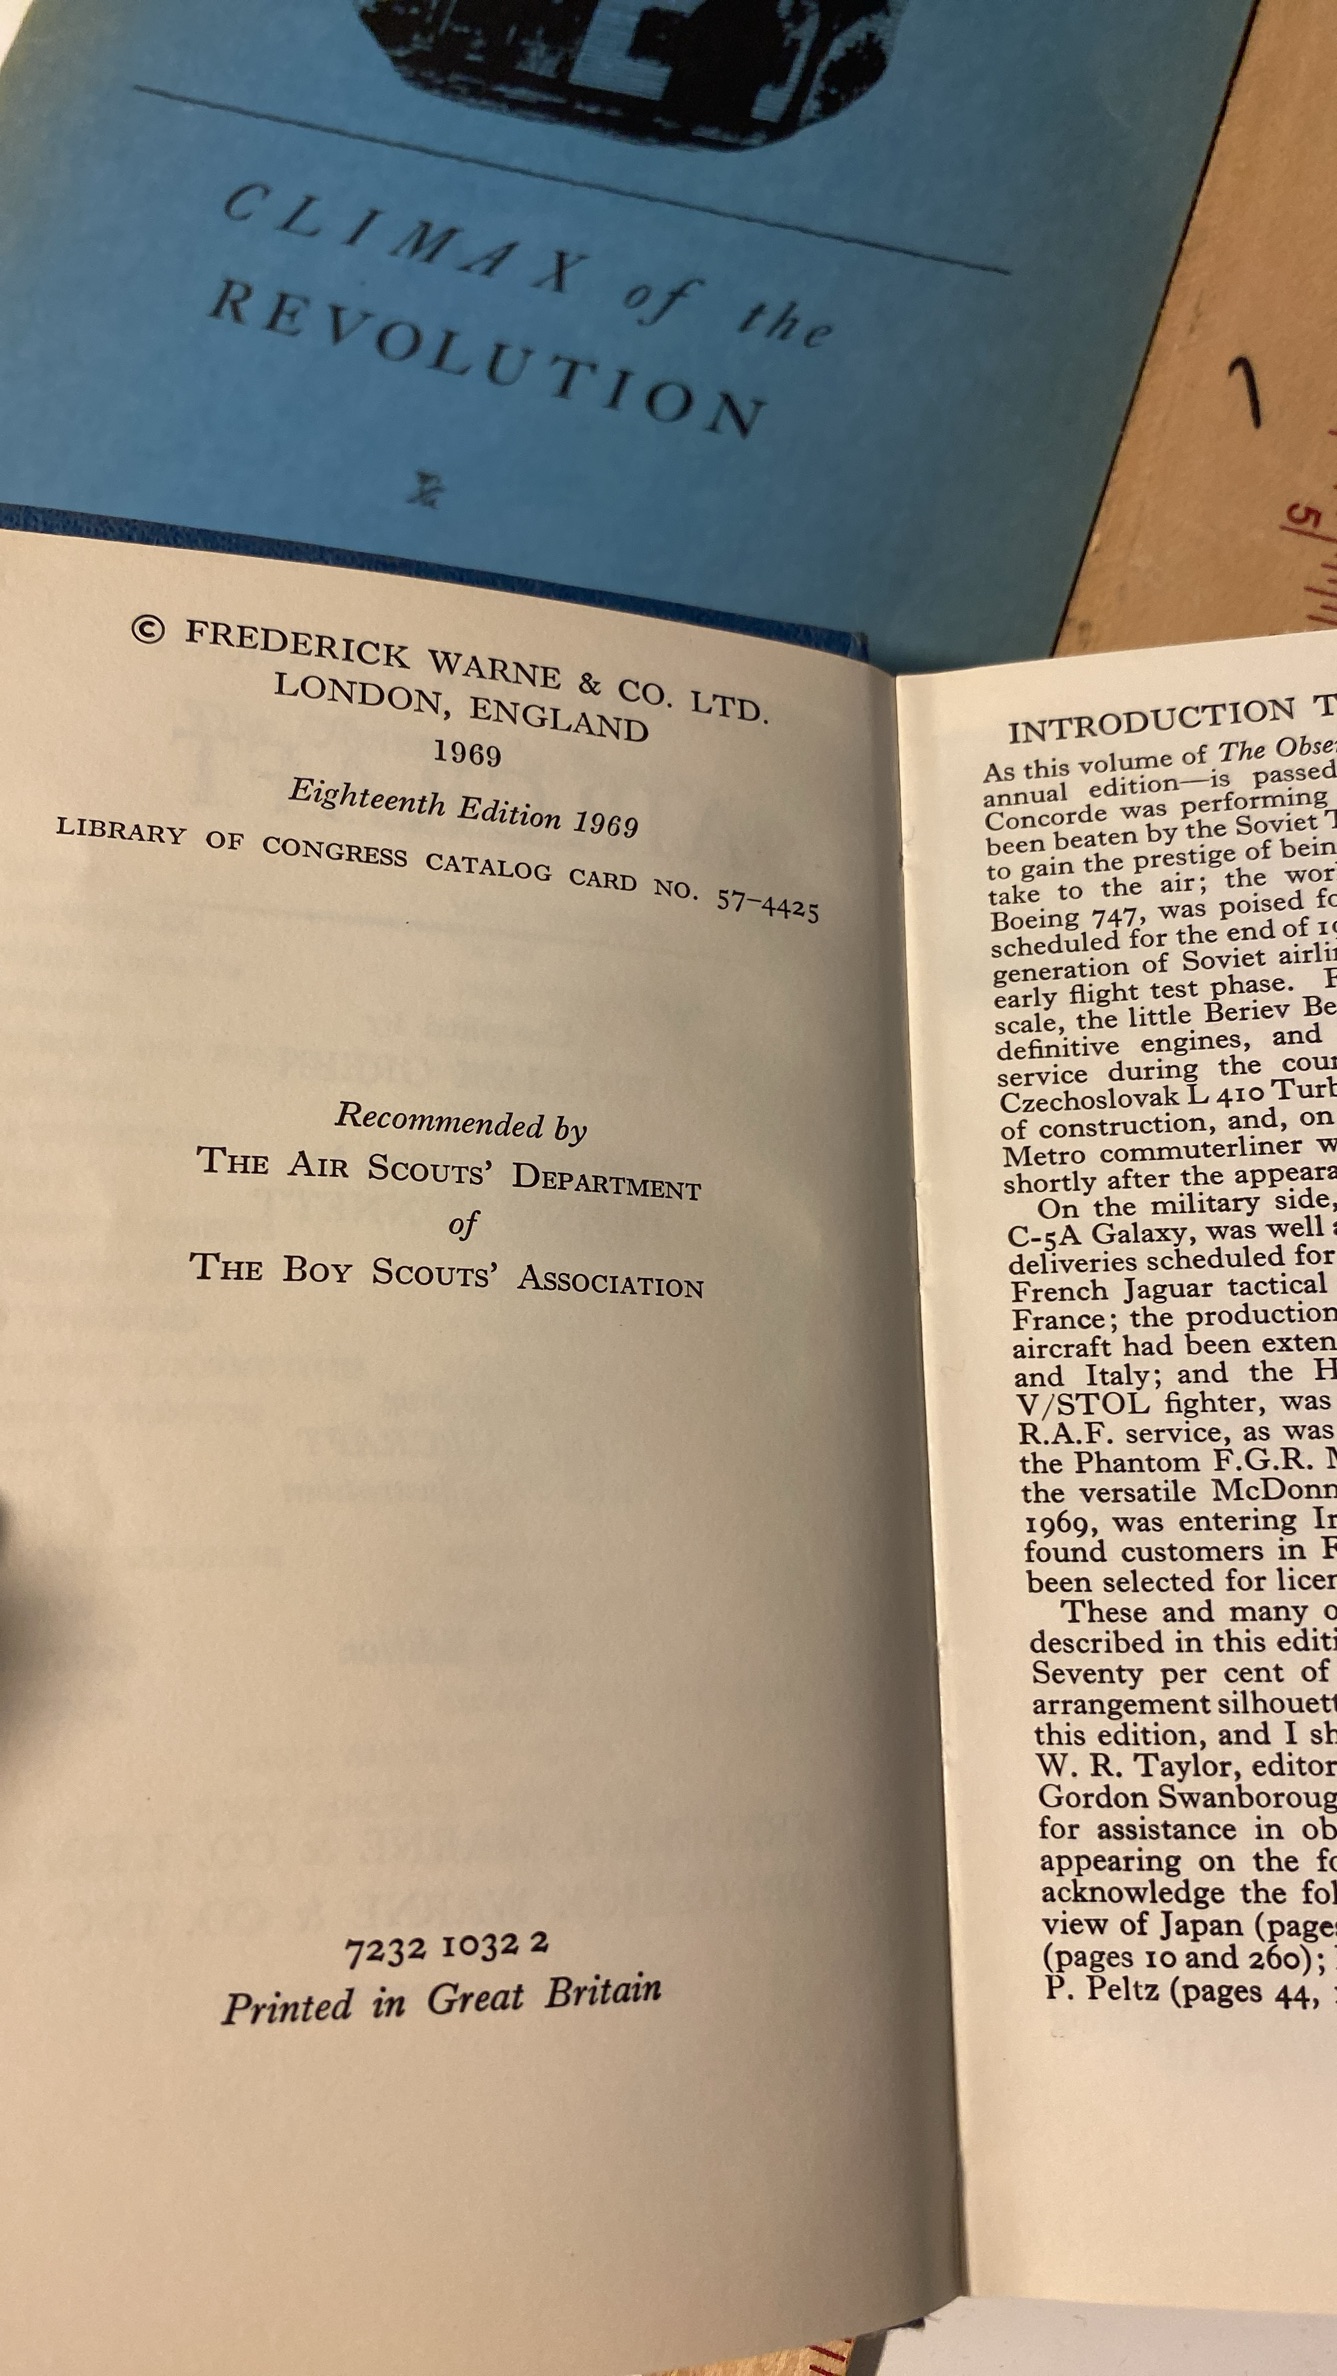 CLIMAX of the
REVOLUTION
1
5
© FREDERICK WARNE & CO. LTD.
LONDON, ENGLAND
1969
Eighteenth Edition 1969
LIBRARY OF CONGRESS CATALOG CARD NO. 57-4425
Recommended by
THE AIR SCOUTS' DEPARTMENT
of
THE BOY SCOUTS' ASSOCIATION
7232 1032 2
Printed in Great Britain
INTRODUCTION
As this volume of The
annual edition—is passed
Concorde was performing
been beaten by the Soviet
to gain the prestige of
take to the air; the
Boeing 747, was poised
scheduled for the end of
generation of Soviet
early flight test phase.
scale, the little Beriev
definitive engines, and
service during the
Czechoslovak L 410
of construction, and, on
Metro commuterliner
shortly after the
On the military side,
C-5A Galaxy, was well
deliveries scheduled for
French Jaguar tactical
France; the production
aircraft had been
and Italy; and the
V/STOL fighter, was
R.A.F. service, as was
the Phantom F.G.R.
the versatile
1969, was entering
found customers in
been selected for
These and many
described in this
Seventy per cent of
arrangement
this edition, and I
W. R. Taylor, editor
Gordon
for assistance in
appearing on the
acknowledge the
view of Japan
(pages 10 and 260);
P. Peltz (pages 44,